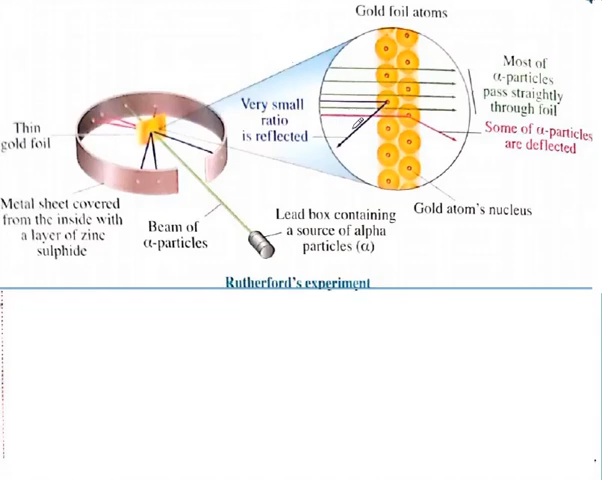 Gold foil atoms
Most of
α-particles
pass straightly
through foil
Very small
ratio
is reflected
Some of α-particles
are deflected
Thin
gold foil
Metal sheet covered
from the inside with
a layer of zinc
sulphide
Beam of
α-particles
Lead box containing
a source of alpha
particles (α)
Gold atom's nucleus
Rutherford's experiment